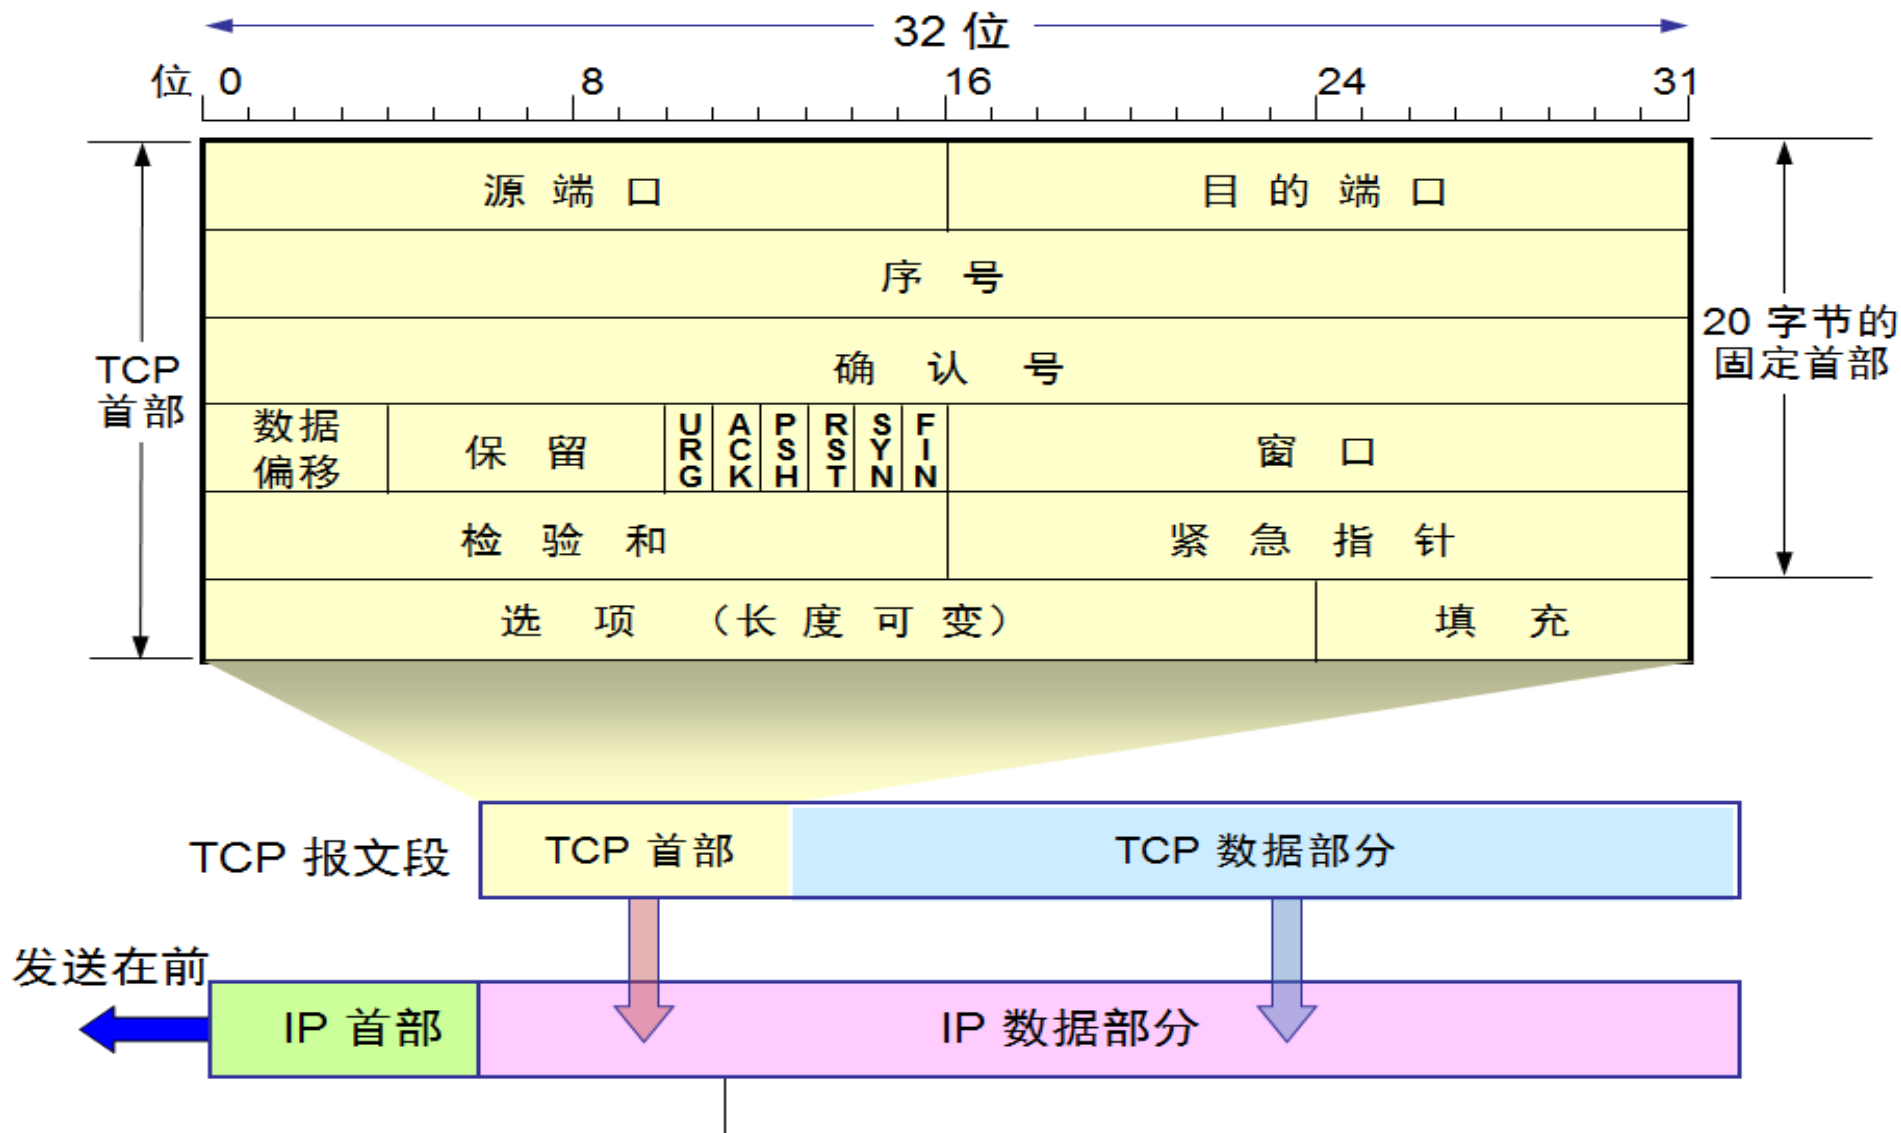 32 位
位 0 8 16 24 31
源 端 口 目 的 端 口
序 号
确 认 号
TCP
首部
20 字节的
固定首部
数据
偏移
保 留
URG ACK PSH RST SYN FIN
窗 口
检 验 和 紧 急 指 针
选 项 （长 度 可 变） 填 充
TCP 报文段
TCP 首部
TCP 数据部分
发送在前
IP 首部
IP 数据部分